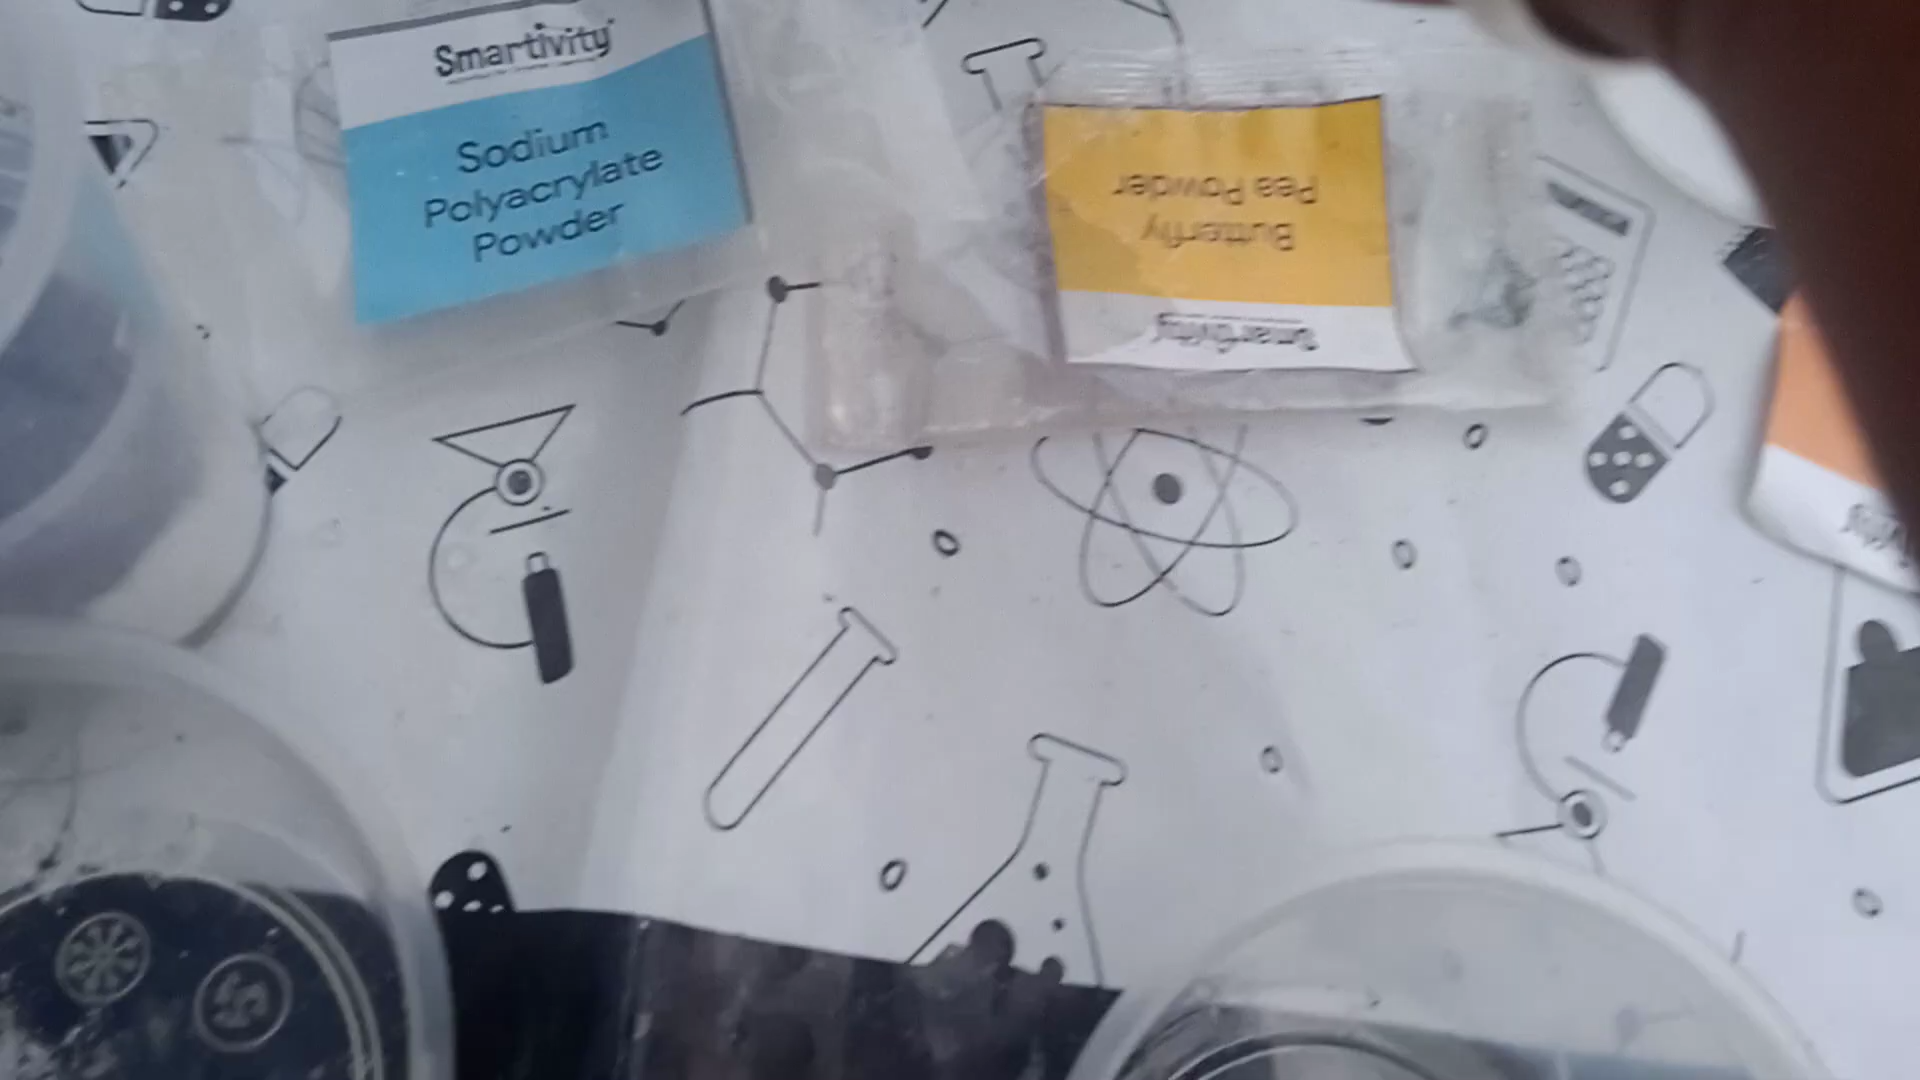 Smartivity
Sodium
Polyacrylate
Powder
Butterfly
Pea Powder
Smartivity